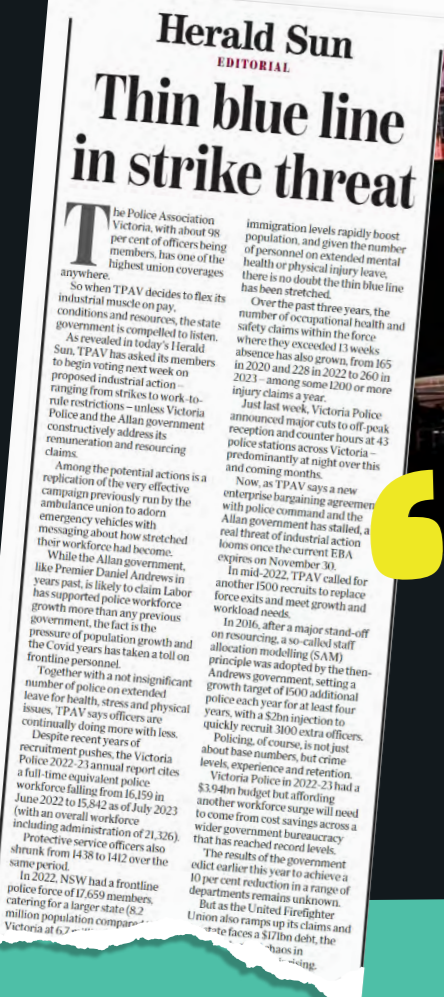 Herald Sun
EDITORIAL
Thin blue line
in strike threat
The Police Association
Victoria, with about 98
per cent of officers being
members, has one of the
highest union coverages
anywhere.
So when TPAV decides to flex its
industrial muscle on pay,
conditions and resources, the state
government is compelled to listen.
As revealed in today's Herald
Sun, TPAV has asked its members
to begin voting next week on
proposed industrial action –
ranging from strikes to work-to-
rule restrictions – unless Victoria
Police and the Allan government
constructively address its
remuneration and resourcing
claims.
Among the potential actions is a
replication of the very effective
campaign previously run by the
ambulance union to adorn
emergency vehicles with
messaging about how stretched
their workforce had become.
While the Allan government,
like Premier Daniel Andrews in
years past, is likely to claim Labor
has supported police workforce
growth more than any previous
government, the fact is the
pressure of population growth and
the Covid years has taken a toll on
frontline personnel.
Together with a not insignificant
number of police on extended
leave for health, stress and physical
issues, TPAV says officers are
continually doing more with less.
Despite recent years of
recruitment pushes, the Victoria
Police 2022-23 annual report cites
a full-time equivalent police
workforce falling from 16,159 in
June 2022 to 15,842 as of July 2023
(with an overall workforce
including administration of 21,326).
Protective service officers also
shrunk from 1438 to 1412 over the
same period.
In 2022, NSW had a frontline
police force of 17,659 members,
catering for a larger state (8.2
million population compared
Victoria at 6.7
immigration levels rapidly boost
population, and given the number
of personnel on extended mental
health or physical injury leave,
there is no doubt the thin blue line
has been stretched.
Over the past three years, the
number of occupational health and
safety claims within the force
where they exceeded 13 weeks
absence has also grown, from 165
in 2020 and 228 in 2022 to 260 in
2023 – among some 1200 or more
injury claims a year.
Just last week, Victoria Police
announced major cuts to off-peak
reception and counter hours at 43
police stations across Victoria –
predominantly at night over this
and coming months.
Now, as TPAV says a new
enterprise bargaining agreemen
with police command and the
Allan government has stalled, a
real threat of industrial action
looms once the current EBA
expires on November 30.
In mid-2022, TPAV called for
another 1500 recruits to replace
force exits and meet growth and
workload needs.
In 2016, after a major stand-off
on resourcing, a so-called staff
allocation modelling (SAM)
principle was adopted by the then-
Andrews government, setting a
growth target of 1500 additional
police each year for at least four
years, with a $2bn injection to
quickly recruit 3100 extra officers.
Policing, of course, is not just
about base numbers, but crime
levels, experience and retention.
Victoria Police in 2022-23 had a
$3.94bn budget but affording
another workforce surge will need
to come from cost savings across a
wider government bureaucracy
that has reached record levels.
The results of the government
edict earlier this year to achieve a
10 per cent reduction in a range of
departments remains unknown.
But as the United Firefighter
Union also ramps up its claims and
state faces a $171bn debt, the
chaos in
rising.